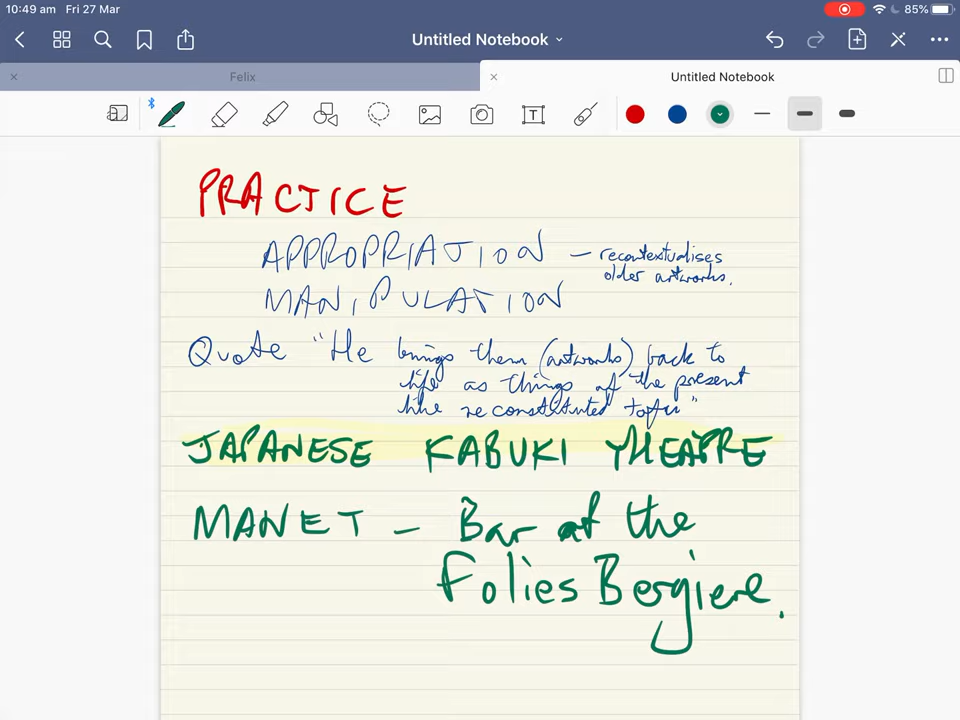 10:49 am Fri 27 Mar 85%
Untitled Notebook
Felix
Untitled Notebook
PRACTICE
APPROPRIATION — recontextualises
older artworks.
MANIPULATION
Quote "He brings them (artworks) back to
life as things of the present
like reconstituted tofu"
JAPANESE KABUKI THEATRE
MANET — Bar at the
Folies Bergiere.